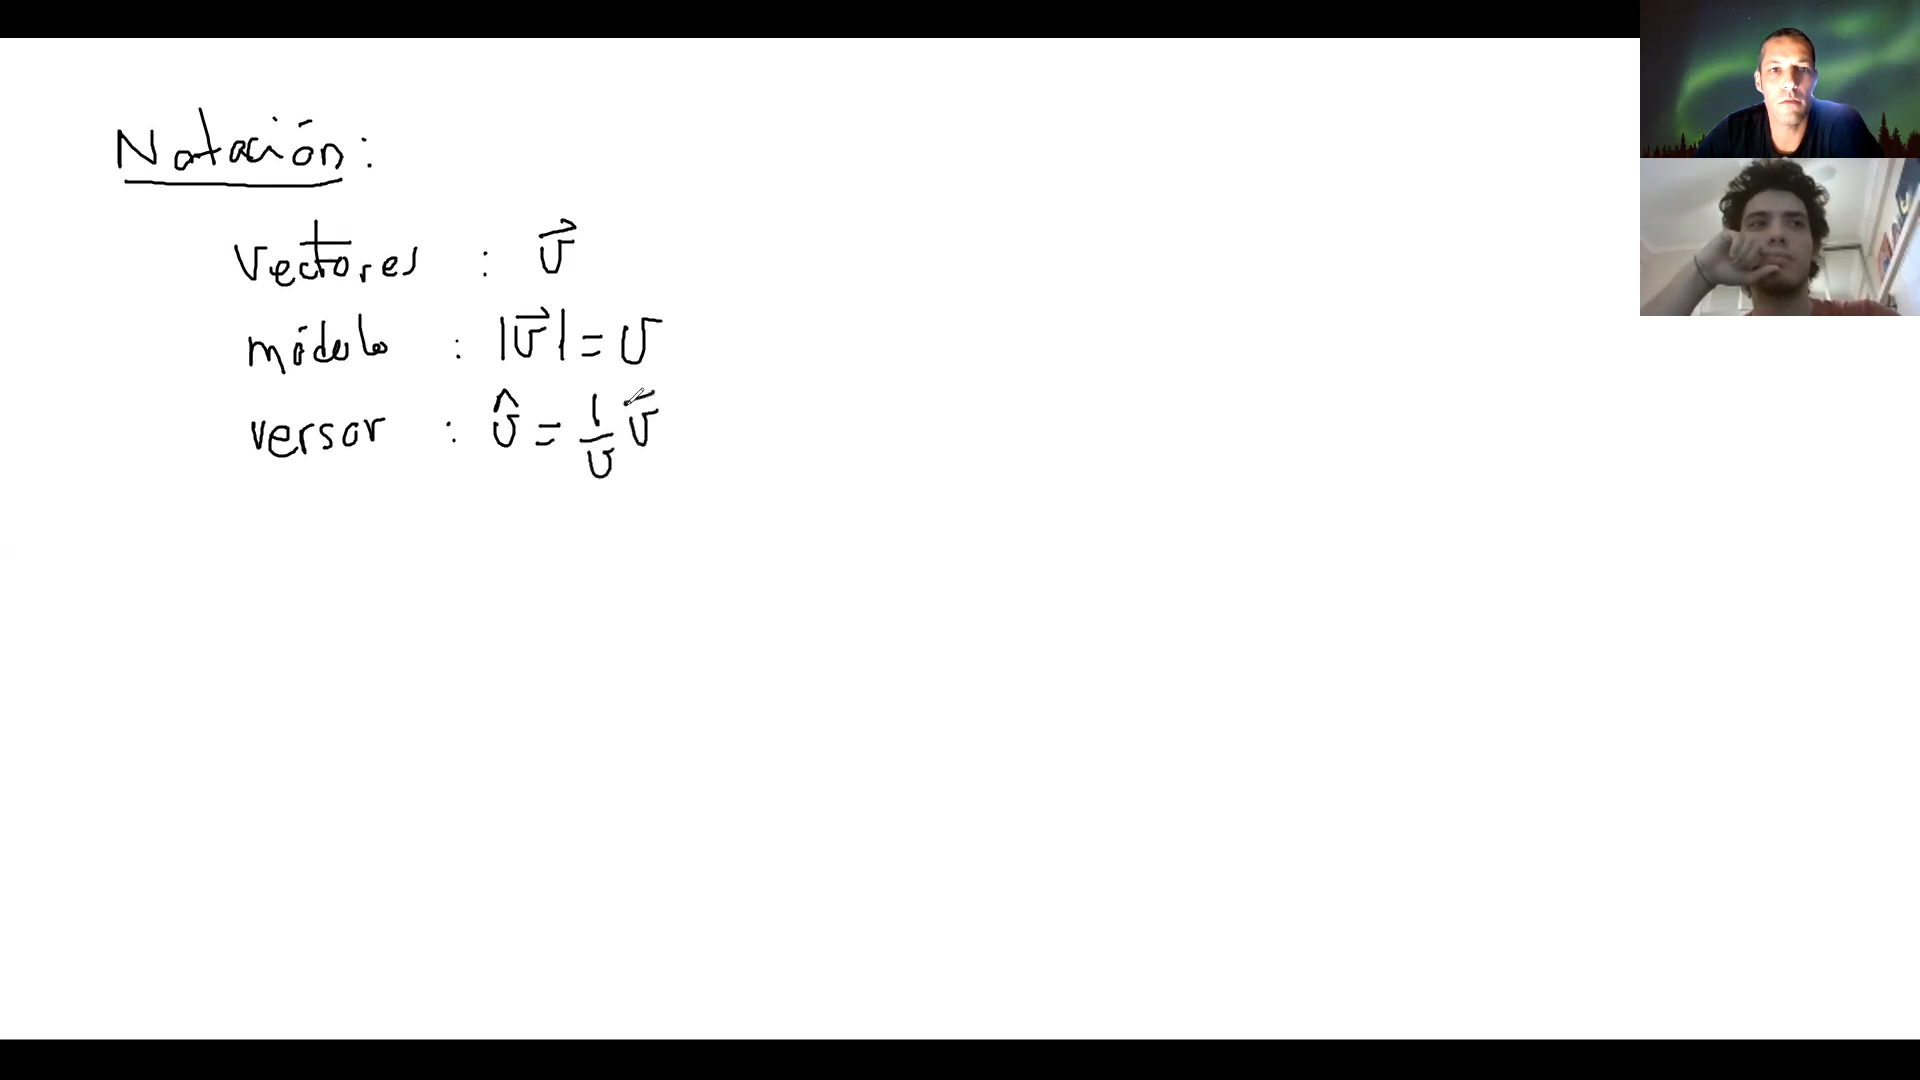 Notación:
Vectores : v⃗
módulo : |v⃗| = v
versor : v̂ = 1/v v⃗